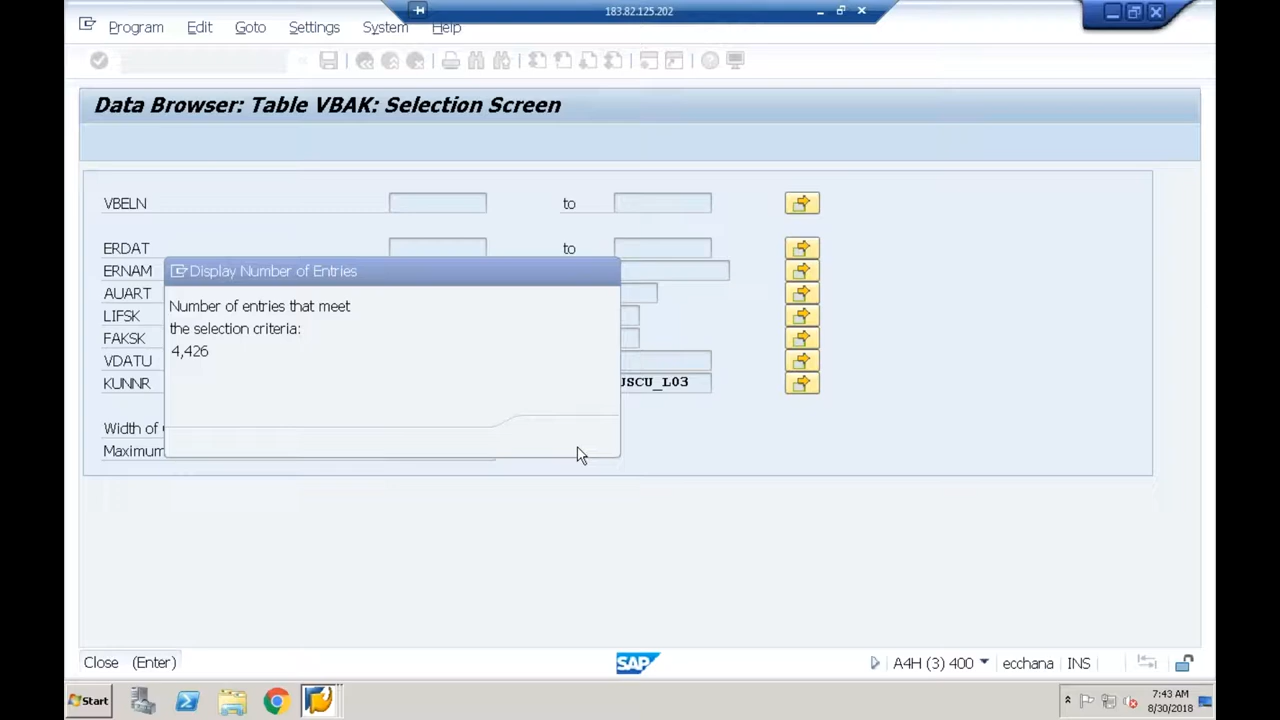 183.82.125.202
Program Edit Goto Settings System Help
Data Browser: Table VBAK: Selection Screen
VBELN to
ERDAT to
ERNAM
AUART
LIFSK
FAKSK
VDATU
KUNNR JSCU_L03
Display Number of Entries
Number of entries that meet
the selection criteria:
4,426
Width of
Maximum
Close (Enter) SAP A4H (3) 400 ecchana INS
Start 7:43 AM
8/30/2018